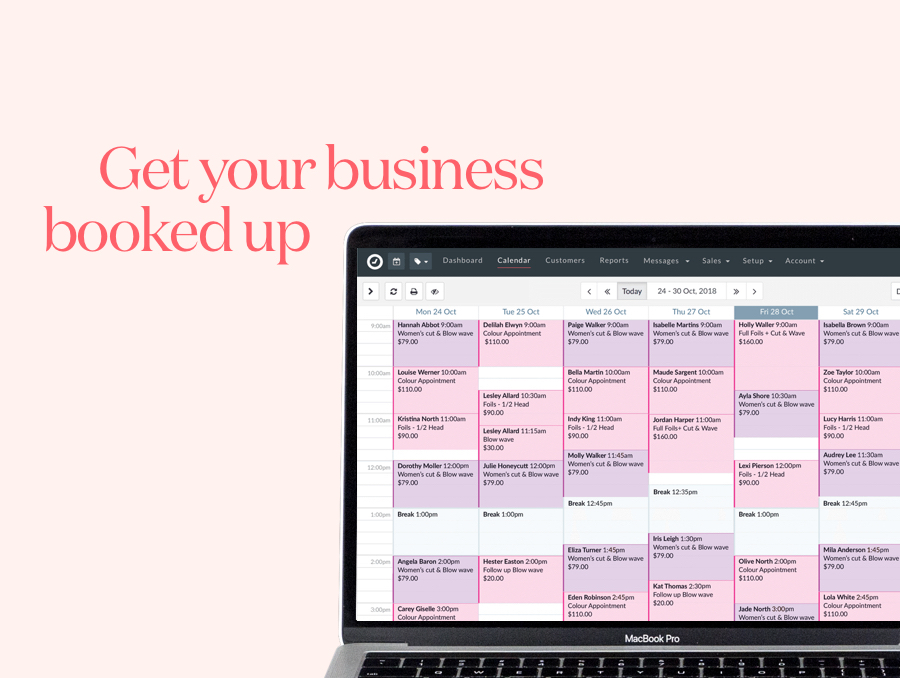 Get your business
booked up
Dashboard Calendar Customers Reports Messages Sales Setup Account
Today 24 - 30 Oct, 2018
Mon 24 Oct Tue 25 Oct Wed 26 Oct Thu 27 Oct Fri 28 Oct Sat 29 Oct
9:00am
10:00am
11:00am
12:00pm
1:00pm
2:00pm
3:00pm
Hannah Abbot 9:00am
Women's cut & Blow wave
$79.00
Louise Werner 10:00am
Colour Appointment
$110.00
Kristina North 11:00am
Foils - 1/2 Head
$90.00
Dorothy Moller 12:00pm
Women's cut & Blow wave
$79.00
Break 1:00pm
Angela Baron 2:00pm
Women's cut & Blow wave
$79.00
Carey Giselle 3:00pm
Colour Appointment
Delilah Elwyn 9:00am
Colour Appointment
$110.00
Lesley Allard 10:30am
Foils - 1/2 Head
$90.00
Lesley Allard 11:15am
Blow wave
$30.00
Julie Honeycutt 12:00pm
Women's cut & Blow wave
$79.00
Break 1:00pm
Hester Easton 2:00pm
Follow up Blow wave
$20.00
Paige Walker 9:00am
Women's cut & Blow wave
$79.00
Bella Martin 10:00am
Colour Appointment
$110.00
Indy King 11:00am
Foils - 1/2 Head
$90.00
Molly Walker 11:45am
Women's cut & Blow wave
$79.00
Break 12:45pm
Eliza Turner 1:45pm
Women's cut & Blow wave
$79.00
Eden Robinson 2:45pm
Colour Appointment
$110.00
Isabelle Martins 9:00am
Women's cut & Blow wave
$79.00
Maude Sargent 10:00am
Colour Appointment
$110.00
Jordan Harper 11:00am
Full Foils+ Cut & Wave
$160.00
Break 12:35pm
Iris Leigh 1:30pm
Women's cut & Blow wave
$79.00
Kat Thomas 2:30pm
Follow up Blow wave
$20.00
Holly Waller 9:00am
Full Foils + Cut & Wave
$160.00
Ayla Shore 10:30am
Women's cut & Blow wave
$79.00
Lexi Pierson 12:00pm
Foils - 1/2 Head
$90.00
Break 1:00pm
Olive North 2:00pm
Colour Appointment
$110.00
Jade North 3:00pm
Women's cut & Blow wave
Isabella Brown 9:00am
Women's cut & Blow wave
$79.00
Zoe Taylor 10:00am
Colour Appointment
$110.00
Lucy Harris 11:00am
Foils - 1/2 Head
$90.00
Audrey Lee 11:30am
Women's cut & Blow wave
$79.00
Break 12:45pm
Mila Anderson 1:45pm
Women's cut & Blow wave
$79.00
Lola White 2:45pm
Colour Appointment
$110.00
MacBook Pro